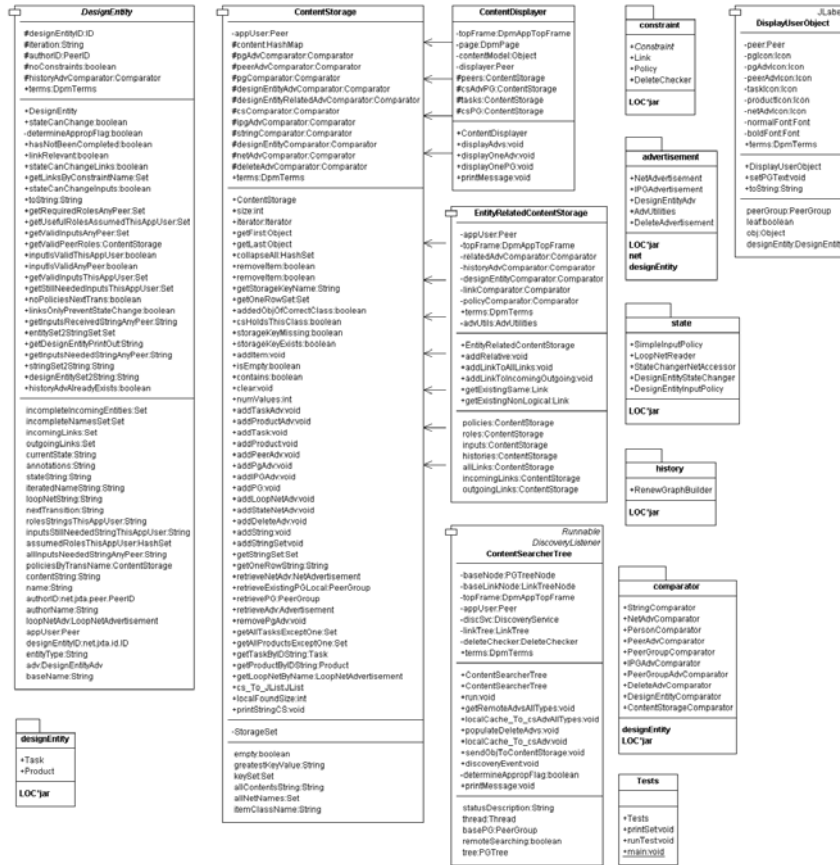 DesignEntity
#designEntityID:ID
#iteration:String
#authorID:PeerID
#noConstraints:boolean
#historyAdvComparator:Comparator
+terms:DpmTerms
+DesignEntity
+stateCanChange:boolean
-determineAppropFlag:boolean
+hasNotBeenCompleted:boolean
+linkRelevant:boolean
+stateCanChangeLinks:boolean
+getLinksByConstraintName:Set
+stateCanChangeInputs:boolean
+toString:String
+getRequiredRolesAnyPeer:Set
+getUsefulRolesAssumedThisAppUser:Set
+getValidInputsAnyPeer:Set
+getValidPeerRoles:ContentStorage
+inputIsValidThisAppUser:boolean
+inputIsValidAnyPeer:boolean
+getValidInputsThisAppUser:Set
+getStillNeededInputsThisAppUser:Set
+noPoliciesNextTrans:boolean
+linksOnlyPreventStateChange:boolean
+getInputsReceivedStringAnyPeer:String
+entitySet2StringSet:Set
+getDesignEntityPrintOut:String
+getInputsNeededStringAnyPeer:String
+stringSet2String:String
+designEntitySet2String:String
+historyAdvAlreadyExists:boolean
incompleteIncomingEntities:Set
incompleteNamesSet:Set
incomingLinks:Set
outgoingLinks:Set
currentState:String
annotations:String
stateString:String
iteratedNameString:String
loopNetString:String
nextTransition:String
rolesStringsThisAppUser:String
inputsStillNeededStringThisAppUser:String
assumedRolesThisAppUser:HashSet
allInputsNeededStringAnyPeer:String
policiesByTransName:ContentStorage
contentString:String
name:String
authorID:net.jxta.peer.PeerID
authorName:String
loopNetAdv:LoopNetAdvertisement
appUser:Peer
designEntityID:net.jxta.id.ID
entityType:String
adv:DesignEntityAdv
baseName:String
designEntity
+Task
+Product
LOC*jar
ContentStorage
-appUser:Peer
#content:HashMap
#pgAdvComparator:Comparator
#peerAdvComparator:Comparator
#pgComparator:Comparator
#designEntityAdvComparator:Comparator
#designEntityRelatedAdvComparator:Comparator
#csComparator:Comparator
#ipgAdvComparator:Comparator
#stringComparator:Comparator
#designEntityComparator:Comparator
#netAdvComparator:Comparator
#deleteAdvComparator:Comparator
+terms:DpmTerms
+ContentStorage
+size:int
+iterator:Iterator
+getFirst:Object
+getLast:Object
+collapseAll:HashSet
+removeItem:boolean
+removeItem:boolean
+getStorageKeyName:String
+getOneRowSet:Set
+addedObjOfCorrectClass:boolean
+csHoldsThisClass:boolean
+storageKeyMissing:boolean
+storageKeyExists:boolean
+addItem:void
+isEmpty:boolean
+contains:boolean
+clear:void
+numValues:int
+addTaskAdv:void
+addProductAdv:void
+addTask:void
+addProduct:void
+addPeerAdv:void
+addPgAdv:void
+addIPGAdv:void
+addPG:void
+addLoopNetAdv:void
+addStateNetAdv:void
+addDeleteAdv:void
+addString:void
+addStringSet:void
+getStringSet:Set
+getOneRowString:String
+retrieveNetAdv:NetAdvertisement
+retrieveExistingPGLocal:PeerGroup
+retrievePG:PeerGroup
+retrieveAdv:Advertisement
+removePgAdv:void
+getAllTasksExceptOne:Set
+getAllProductsExceptOne:Set
+getTaskByIDString:Task
+getProductByIDString:Product
+getLoopNetByName:LoopNetAdvertisement
+cs_To_JList:JList
+localFoundSize:int
+printStringCS:void
-StorageSet
empty:boolean
greatestKeyValue:String
keySet:Set
allContentsString:String
allNetNames:Set
itemClassName:String
ContentDisplayer
-topFrame:DpmAppTopFrame
-page:DpmPage
-contentModel:Object
-displayer:Peer
#peers:ContentStorage
#csAdvPG:ContentStorage
#tasks:ContentStorage
#csPG:ContentStorage
+ContentDisplayer
+displayAdvs:void
+displayOneAdv:void
+displayOnePG:void
+printMessage:void
EntityRelatedContentStorage
-appUser:Peer
-topFrame:DpmAppTopFrame
-relatedAdvComparator:Comparator
-historyAdvComparator:Comparator
-designEntityComparator:Comparator
-linkComparator:Comparator
-policyComparator:Comparator
+terms:DpmTerms
-advUtils:AdvUtilities
+EntityRelatedContentStorage
+addRelative:void
+addLinkToAllLinks:void
+addLinkToIncomingOutgoing:void
+getExistingSame:Link
+getExistingNonLogical:Link
policies:ContentStorage
roles:ContentStorage
inputs:ContentStorage
histories:ContentStorage
allLinks:ContentStorage
incomingLinks:ContentStorage
outgoingLinks:ContentStorage
Runnable
DiscoveryListener
ContentSearcherTree
-baseNode:PGTreeNode
-baseLinkNode:LinkTreeNode
-topFrame:DpmAppTopFrame
-appUser:Peer
-discSvc:DiscoveryService
-linkTree:LinkTree
-deleteChecker:DeleteChecker
+terms:DpmTerms
+ContentSearcherTree
+ContentSearcherTree
+run:void
+getRemoteAdvsAllTypes:void
+localCache_To_csAdvAllTypes:void
+populateDeleteAdvs:void
+localCache_To_csAdv:void
+sendObjToContentStorage:void
+discoveryEvent:void
-determineAppropFlag:boolean
+printMessage:void
statusDescription:String
thread:Thread
basePG:PeerGroup
remoteSearching:boolean
tree:PGTree
constraint
+Constraint
+Link
+Policy
+DeleteChecker
LOC*jar
advertisement
+NetAdvertisement
+IPGAdvertisement
+DesignEntityAdv
+AdvUtilities
+DeleteAdvertisement
LOC*jar
net
designEntity
state
+SimpleInputPolicy
+LoopNetReader
+StateChangerNetAccessor
+DesignEntityStateChanger
+DesignEntityInputPolicy
LOC*jar
history
+RenewGraphBuilder
LOC*jar
comparator
+StringComparator
+NetAdvComparator
+PersonComparator
+PeerAdvComparator
+PeerGroupComparator
+IPGAdvComparator
+PeerGroupAdvComparator
+DeleteAdvComparator
+DesignEntityComparator
+ContentStorageComparator
designEntity
LOC*jar
Tests
+Tests
+printSet:void
+runTest:void
+main:void
JLabe
DisplayUserObject
-peer:Peer
-pgIcon:Icon
-pgAdvIcon:Icon
-peerAdvIcon:Icon
-taskIcon:Icon
-productIcon:Icon
-netAdvIcon:Icon
-normalFont:Font
-boldFont:Font
+terms:DpmTerms
+DisplayUserObject
+setPGText:void
+toString:String
peerGroup:PeerGroup
leaf:boolean
obj:Object
designEntity:DesignEntit